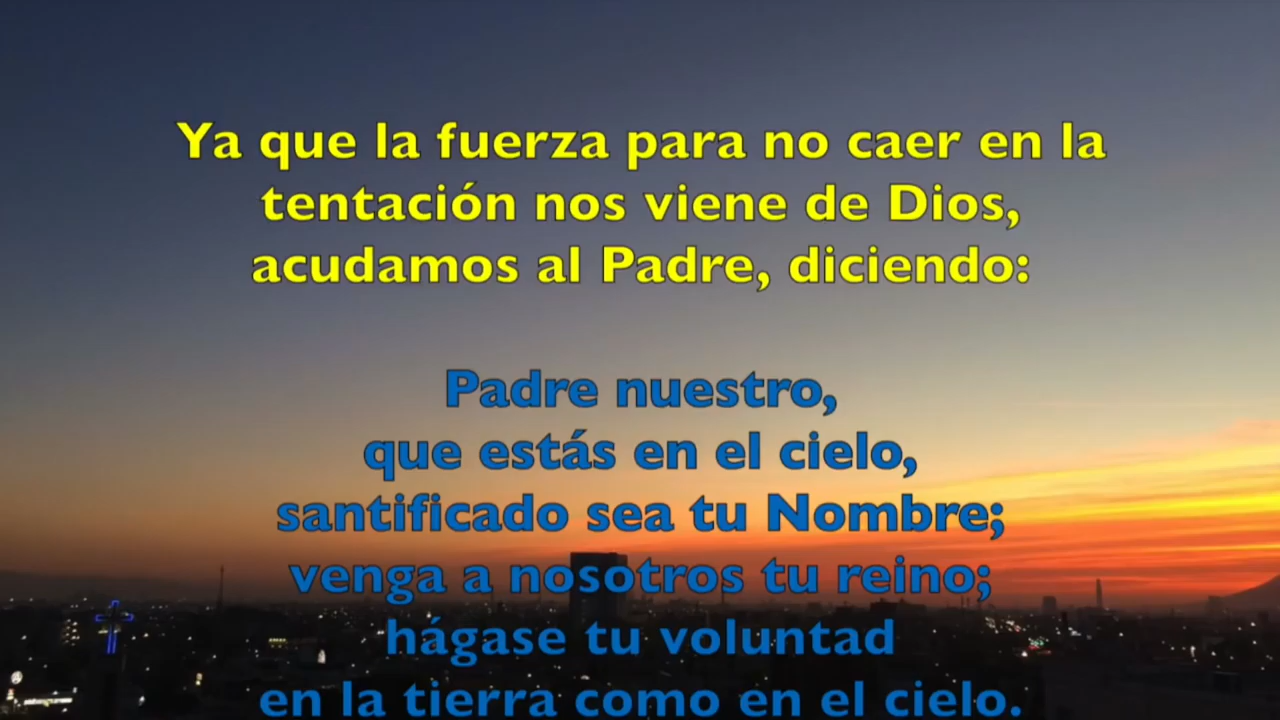 Ya que la fuerza para no caer en la
tentación nos viene de Dios,
acudamos al Padre, diciendo:
Padre nuestro,
que estás en el cielo,
santificado sea tu Nombre;
venga a nosotros tu reino;
hágase tu voluntad
en la tierra como en el cielo.